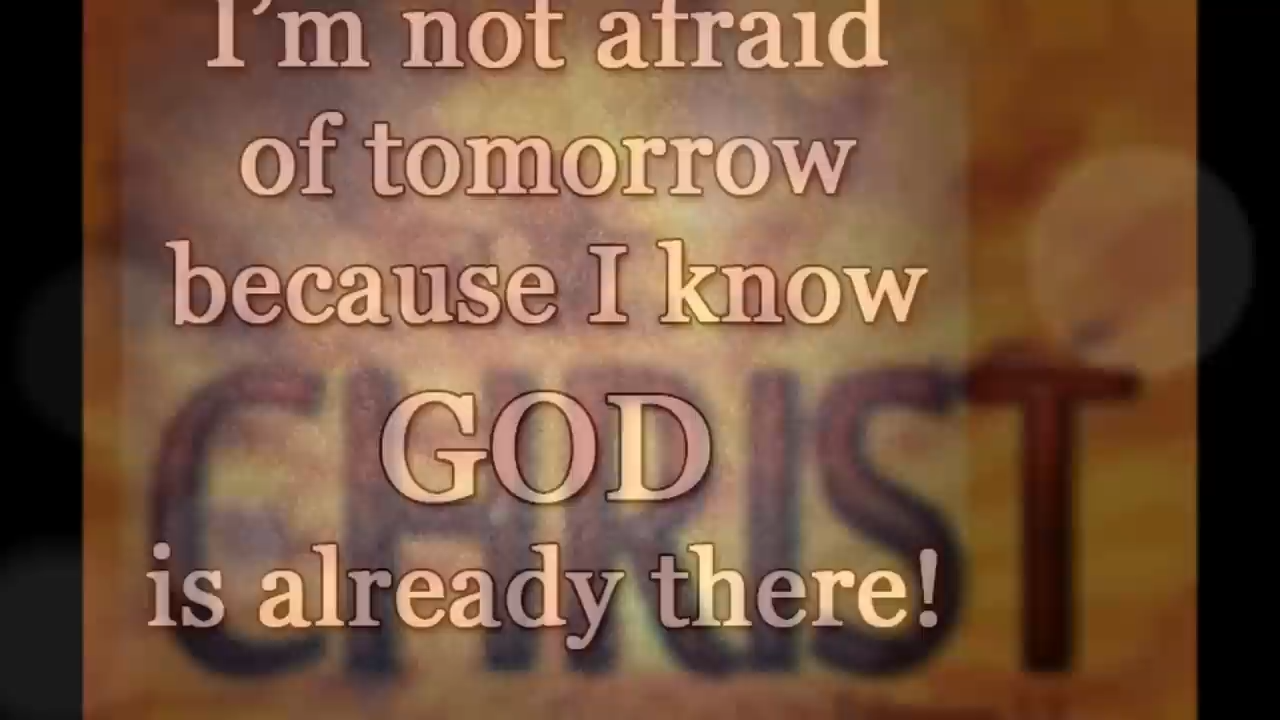 I'm not afraid
of tomorrow
because I know
GOD
is already there!
CHRIST